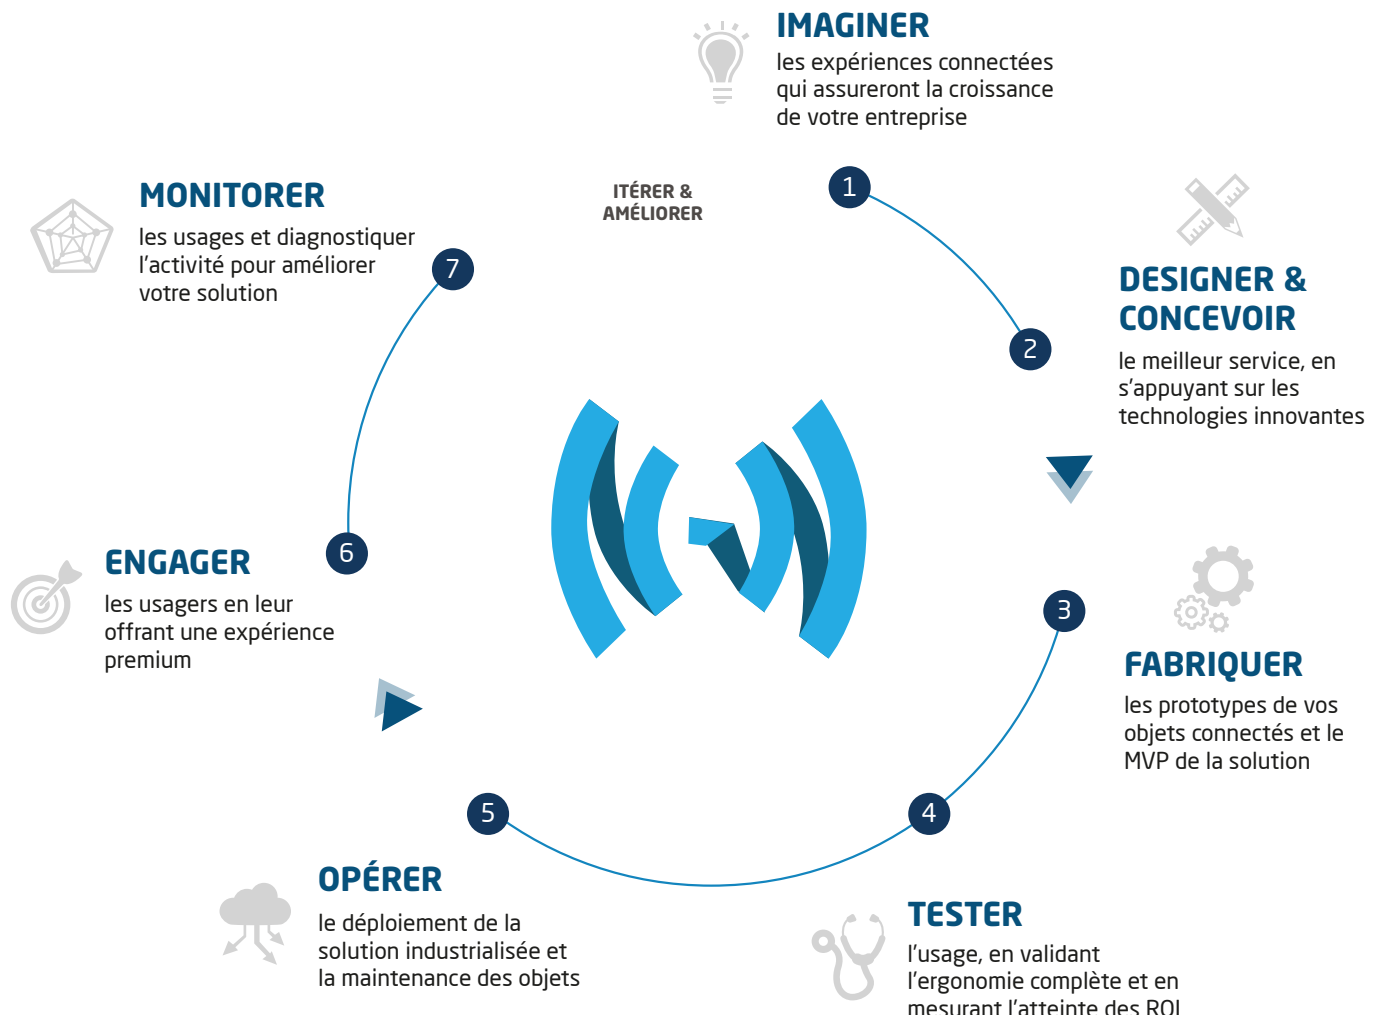 IMAGINER
les expériences connectées
qui assureront la croissance
de votre entreprise
ITÉRER &
AMÉLIORER
1
DESIGNER &
CONCEVOIR
le meilleur service, en
s'appuyant sur les
technologies innovantes
2
3
FABRIQUER
les prototypes de vos
objets connectés et le
MVP de la solution
4
TESTER
l'usage, en validant
l'ergonomie complète et en
mesurant l'atteinte des ROI
5
OPÉRER
le déploiement de la
solution industrialisée et
la maintenance des objets
6
ENGAGER
les usagers en leur
offrant une expérience
premium
7
MONITORER
les usages et diagnostiquer
l'activité pour améliorer
votre solution